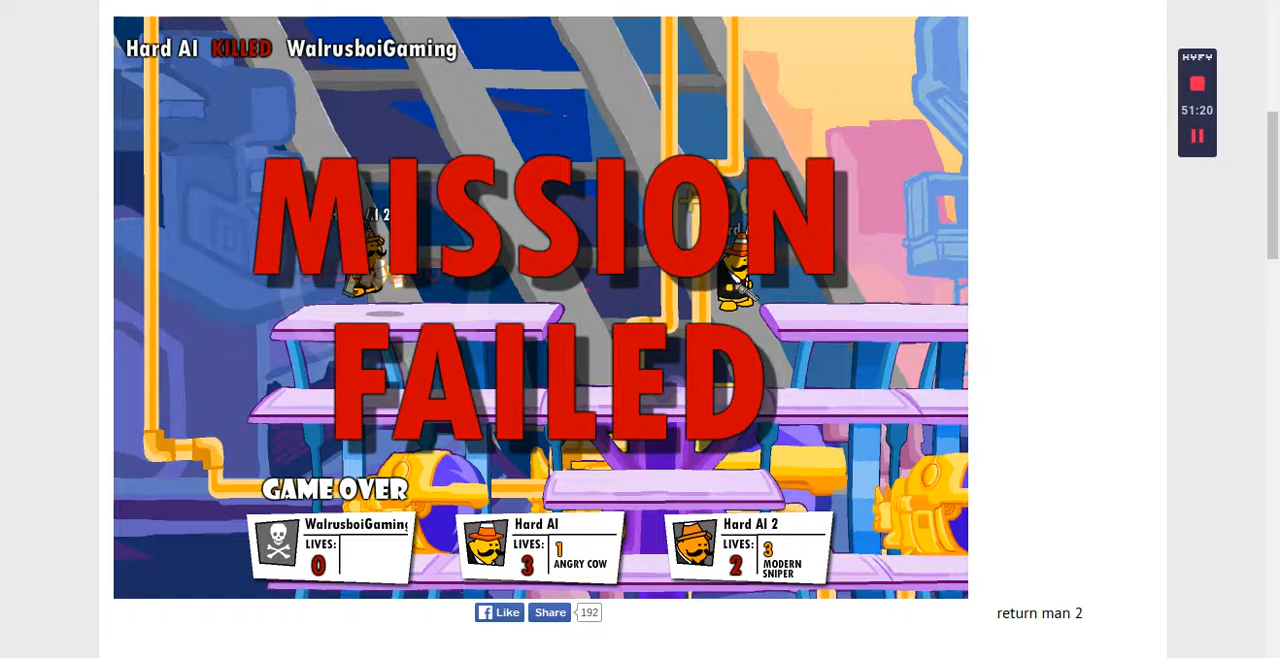 Hard AI KILLED WalrusboiGaming
HYFY
51:20
MISSION
FAILED
GAME OVER
WalrusboiGaming
LIVES:
0
Hard AI
LIVES:
3
1
ANGRY COW
Hard AI 2
LIVES:
2
3
MODERN
SNIPER
Like
Share
192
return man 2